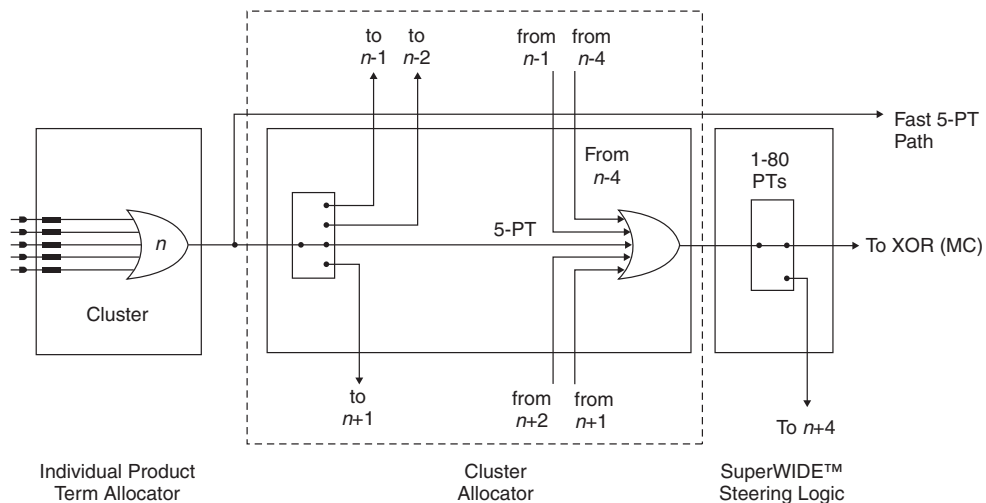 to
n-1
to
n-2
from
n-1
from
n-4
Fast 5-PT
Path
From
n-4
1-80
PTs
n
5-PT
To XOR (MC)
Cluster
to
n+1
from
n+2
from
n+1
To n+4
Individual Product
Term Allocator
Cluster
Allocator
SuperWIDE™
Steering Logic